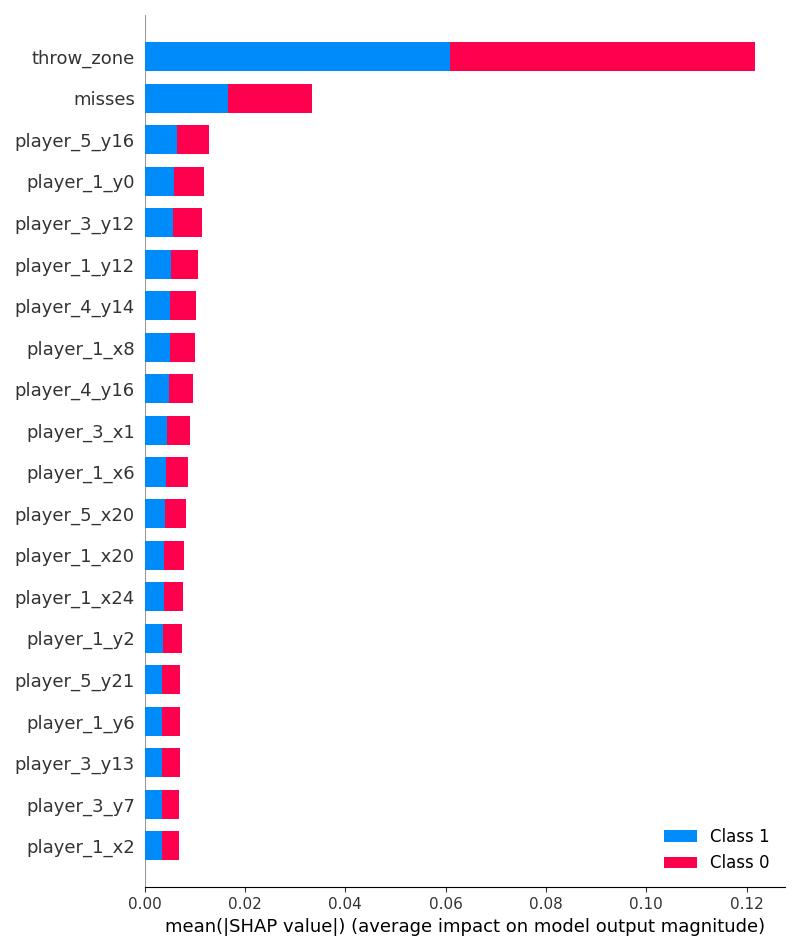 throw_zone
misses
player_5_y16
player_1_y0
player_3_y12
player_1_y12
player_4_y14
player_1_x8
player_4_y16
player_3_x1
player_1_x6
player_5_x20
player_1_x20
player_1_x24
player_1_y2
player_5_y21
player_1_y6
player_3_y13
player_3_y7
player_1_x2
Class 1
Class 0
0.00 0.02 0.04 0.06 0.08 0.10 0.12
mean(|SHAP value|) (average impact on model output magnitude)